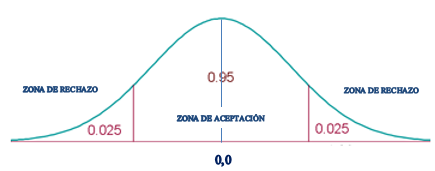 0.95
ZONA DE RECHAZO
ZONA DE RECHAZO
ZONA DE ACEPTACIÓN
0.025
0.025
0,0